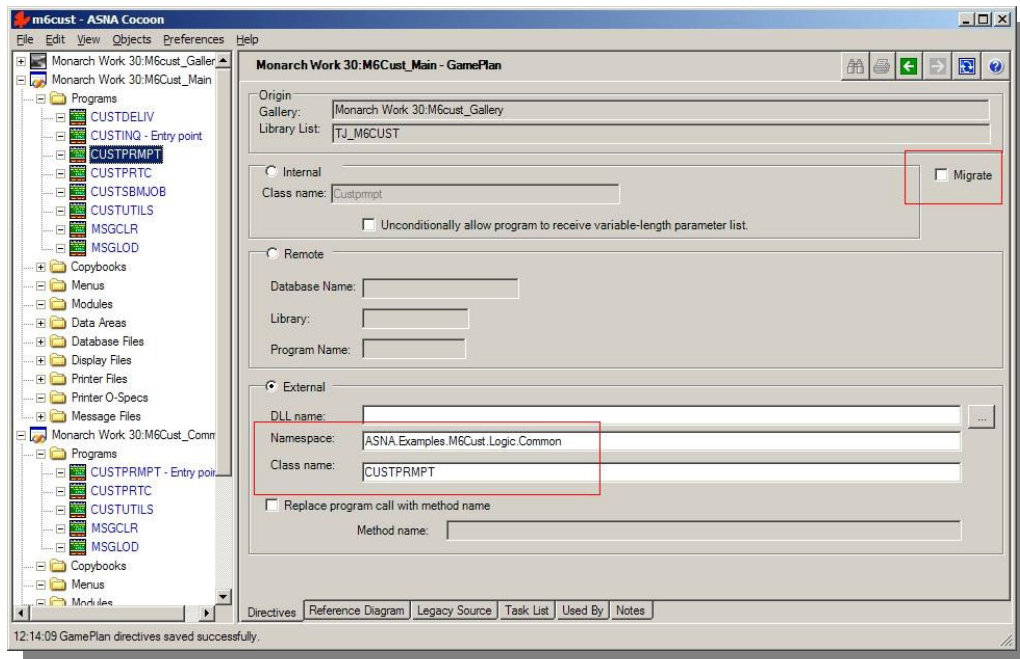 m6cust - ASNA Cocoon
File Edit View Objects Preferences Help
Monarch Work 30:M6cust_Galler
Monarch Work 30:M6Cust_Main
Programs
CUSTDELIV
CUSTINQ - Entry point
CUSTPRMPT
CUSTPRTC
CUSTSBMJOB
CUSTUTILS
MSGCLR
MSGLOD
Copybooks
Menus
Modules
Data Areas
Database Files
Display Files
Printer Files
Printer O-Specs
Message Files
Monarch Work 30:M6Cust_Comm
Programs
CUSTPRMPT - Entry poin
CUSTPRTC
CUSTUTILS
MSGCLR
MSGLOD
Copybooks
Menus
Modules
Monarch Work 30:M6Cust_Main - GamePlan
Origin
Gallery: Monarch Work 30:M6cust_Gallery
Library List: TJ_M6CUST
Internal
Migrate
Class name: Custprmpt
Unconditionally allow program to receive variable-length parameter list.
Remote
Database Name:
Library:
Program Name:
External
DLL name:
...
Namespace: ASNA.Examples.M6Cust.Logic.Common
Class name: CUSTPRMPT
Replace program call with method name
Method name:
Directives Reference Diagram Legacy Source Task List Used By Notes
12:14:09 GamePlan directives saved successfully.